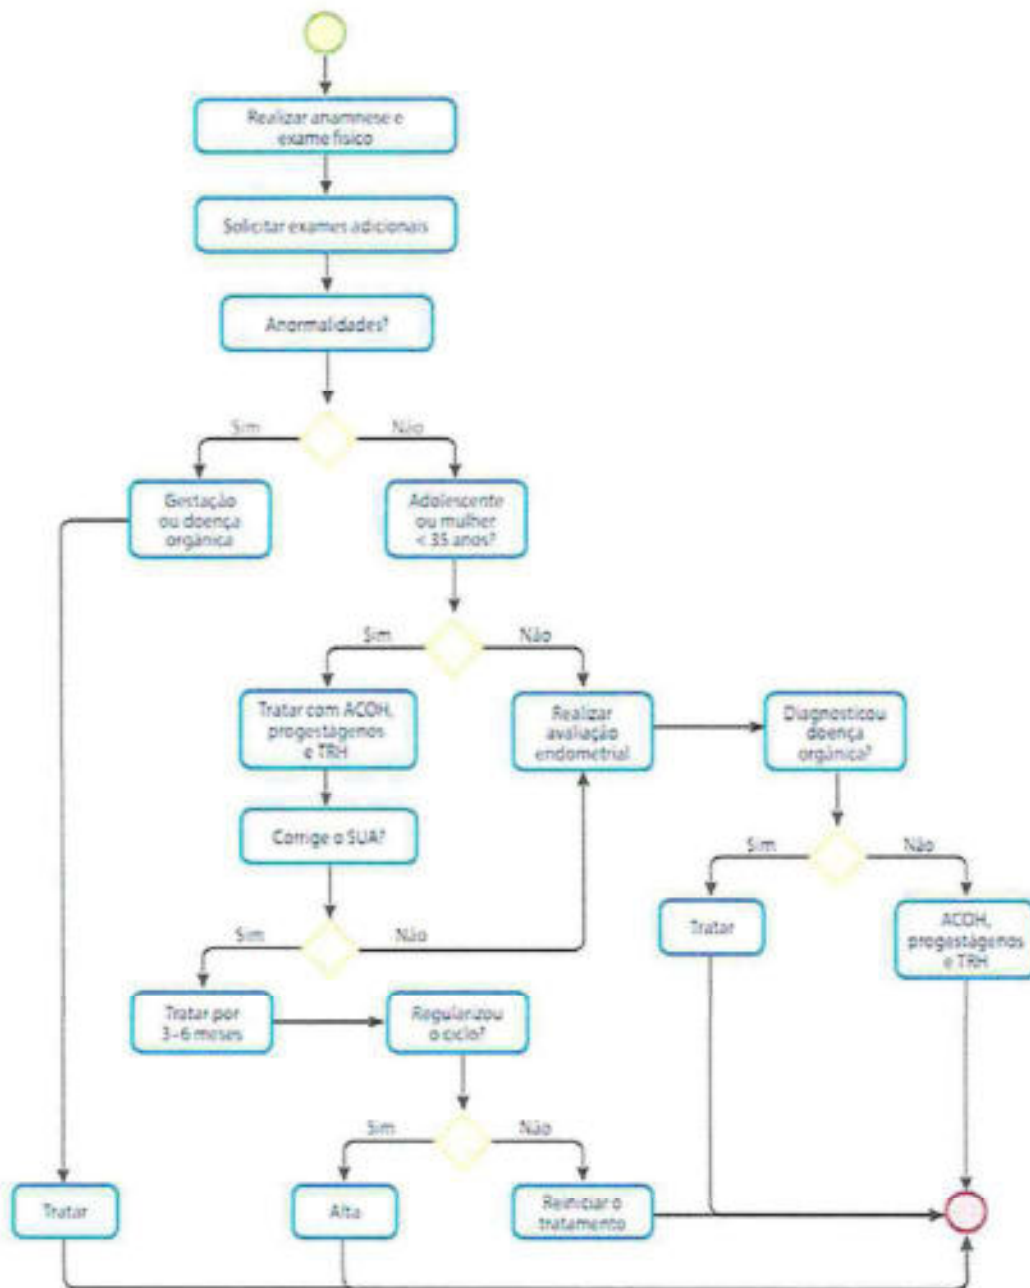 Realizar anamnese e
exame físico
Solicitar exames adicionais
Anormalidades?
Sim
Não
Gestação
ou doença
orgânica
Adolescente
ou mulher
< 35 anos?
Sim
Não
Tratar com ACOH,
progestágenos
e TRH
Realizar
avaliação
endometrial
Diagnosticou
doença
orgânica?
Corrige o SUA?
Sim
Não
Sim
Não
Tratar
ACOH,
progestágenos
e TRH
Tratar por
3-6 meses
Regularizou
o ciclo?
Sim
Não
Tratar
Alta
Reiniciar o
tratamento